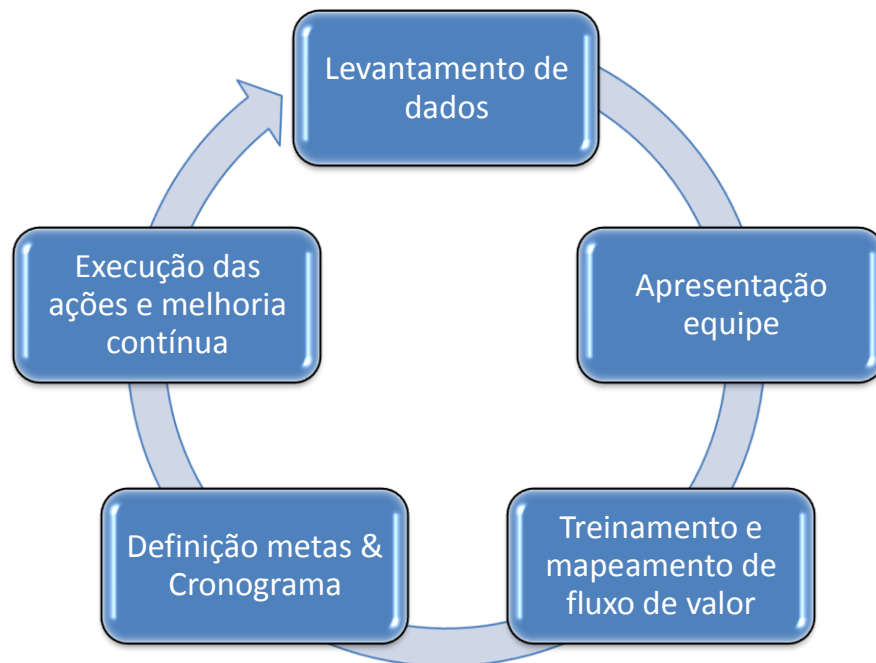 Levantamento de
dados
Apresentação
equipe
Treinamento e
mapeamento de
fluxo de valor
Definição metas &
Cronograma
Execução das
ações e melhoria
contínua